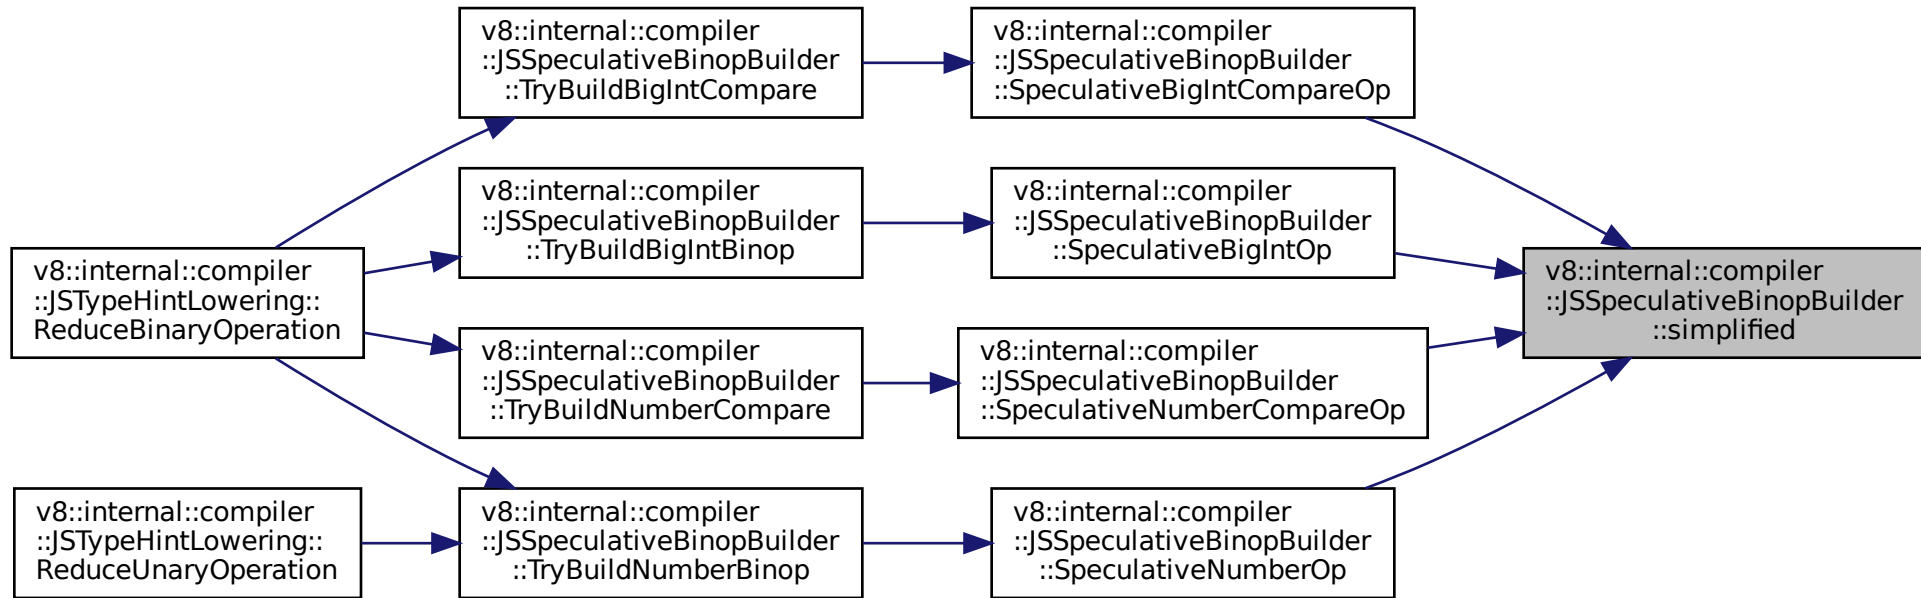 v8::internal::compiler
::JSSpeculativeBinopBuilder
::TryBuildBigIntCompare
v8::internal::compiler
::JSSpeculativeBinopBuilder
::SpeculativeBigIntCompareOp
v8::internal::compiler
::JSSpeculativeBinopBuilder
::TryBuildBigIntBinop
v8::internal::compiler
::JSSpeculativeBinopBuilder
::SpeculativeBigIntOp
v8::internal::compiler
::JSTypeHintLowering::
ReduceBinaryOperation
v8::internal::compiler
::JSSpeculativeBinopBuilder
::simplified
v8::internal::compiler
::JSSpeculativeBinopBuilder
::TryBuildNumberCompare
v8::internal::compiler
::JSSpeculativeBinopBuilder
::SpeculativeNumberCompareOp
v8::internal::compiler
::JSTypeHintLowering::
ReduceUnaryOperation
v8::internal::compiler
::JSSpeculativeBinopBuilder
::TryBuildNumberBinop
v8::internal::compiler
::JSSpeculativeBinopBuilder
::SpeculativeNumberOp